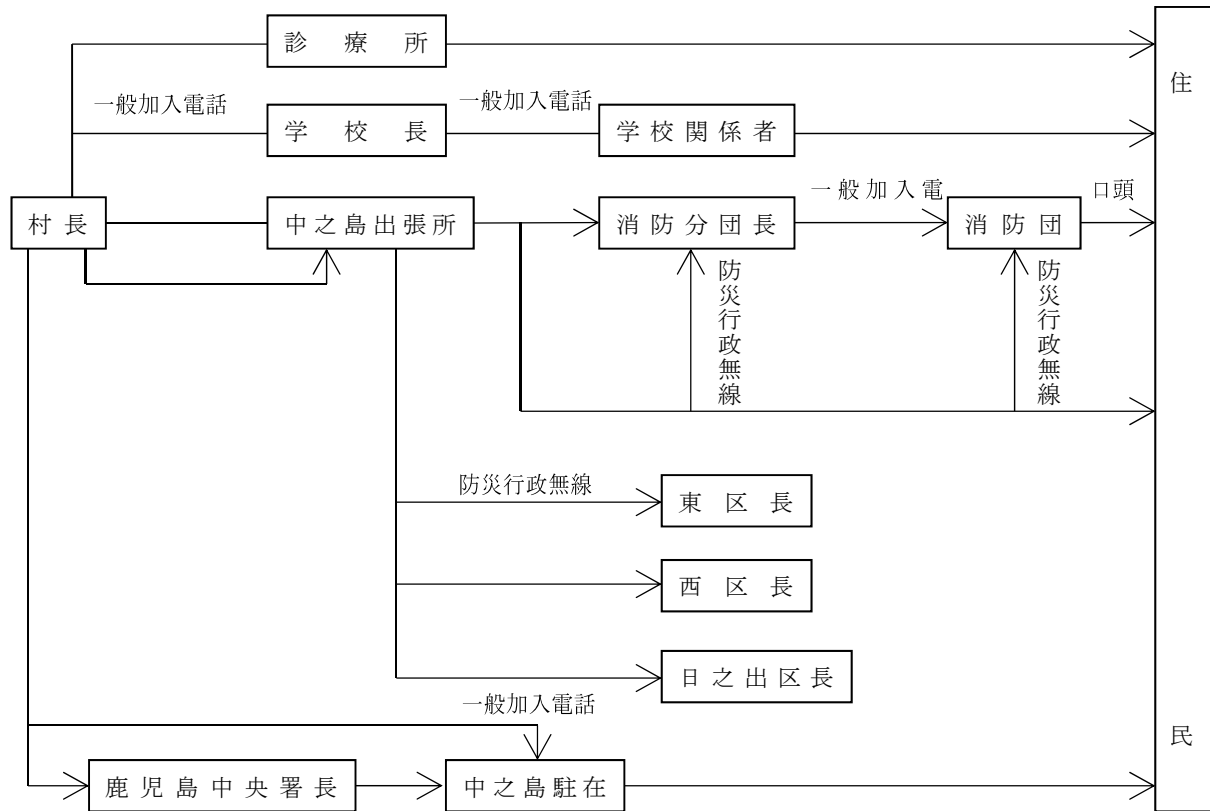 診療所
住民
一般加入電話
一般加入電話
学校長
学校関係者
一般加入電
口頭
村長
中之島出張所
消防分団長
消防団
防災行政無線
防災行政無線
防災行政無線
東区長
西区長
日之出区長
一般加入電話
鹿児島中央署長
中之島駐在